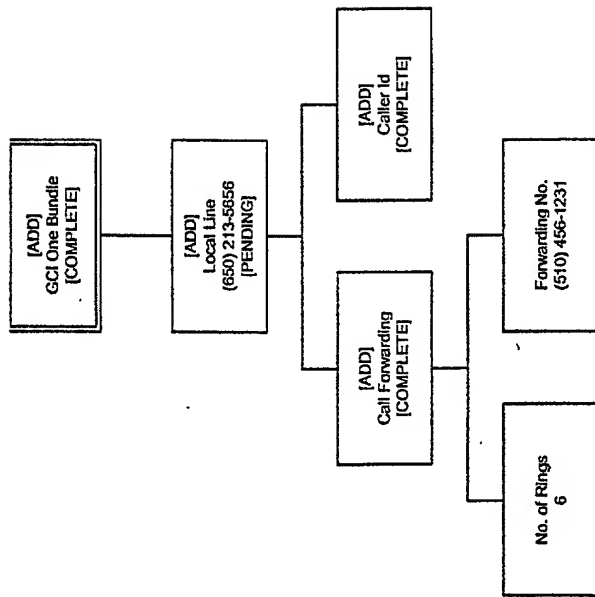 [ADD]
GCI One Bundle
[COMPLETE]
[ADD]
Local Line
(650) 213-5656
[PENDING]
[ADD]
Call Forwarding
[COMPLETE]
[ADD]
Caller Id
[COMPLETE]
No. of Rings
6
Forwarding No.
(510) 456-1231